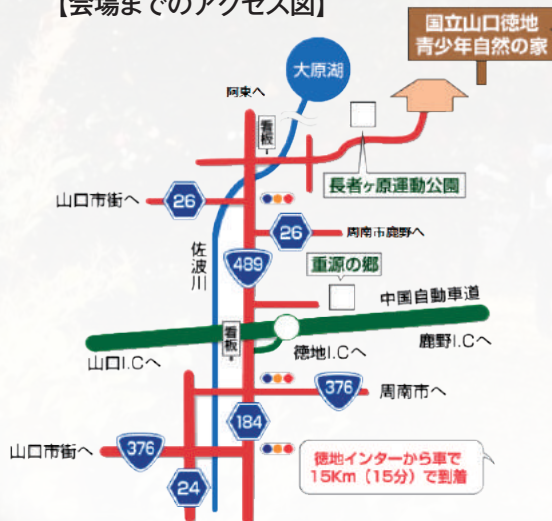 【会場までのアクセス図】
国立山口徳地
青少年自然の家
大原湖
阿東へ
看板
長者ヶ原運動公園
山口市街へ
26
26
周南市鹿野へ
佐波川
489
重源の郷
中国自動車道
看板
山口I.Cへ
徳地I.Cへ
鹿野I.Cへ
376
周南市へ
184
山口市街へ
376
24
徳地インターから車で
15Km（15分）で到着